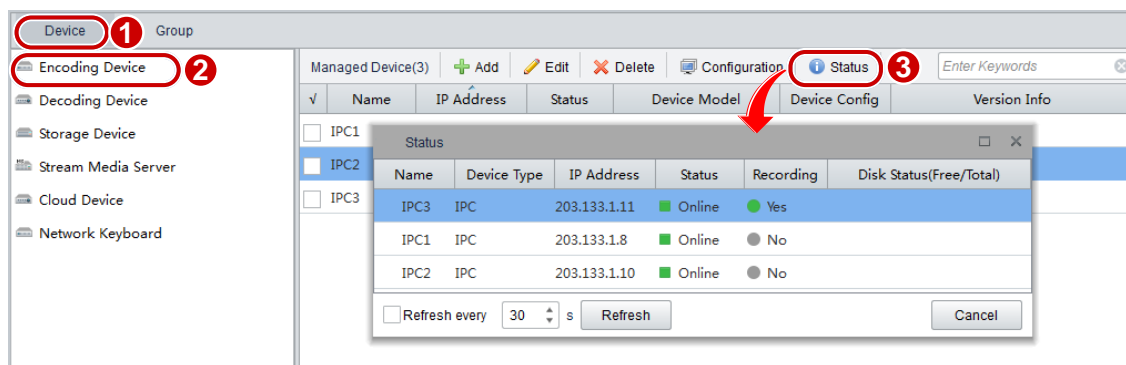 Device 1 Group
Encoding Device 2
Decoding Device
Storage Device
Stream Media Server
Cloud Device
Network Keyboard
Managed Device(3) Add Edit Delete Configuration Status 3 Enter Keywords
√ Name IP Address Status Device Model Device Config Version Info
IPC1
IPC2
IPC3
Status
Name Device Type IP Address Status Recording Disk Status(Free/Total)
IPC3 IPC 203.133.1.11 Online Yes
IPC1 IPC 203.133.1.8 Online No
IPC2 IPC 203.133.1.10 Online No
Refresh every 30 s Refresh Cancel